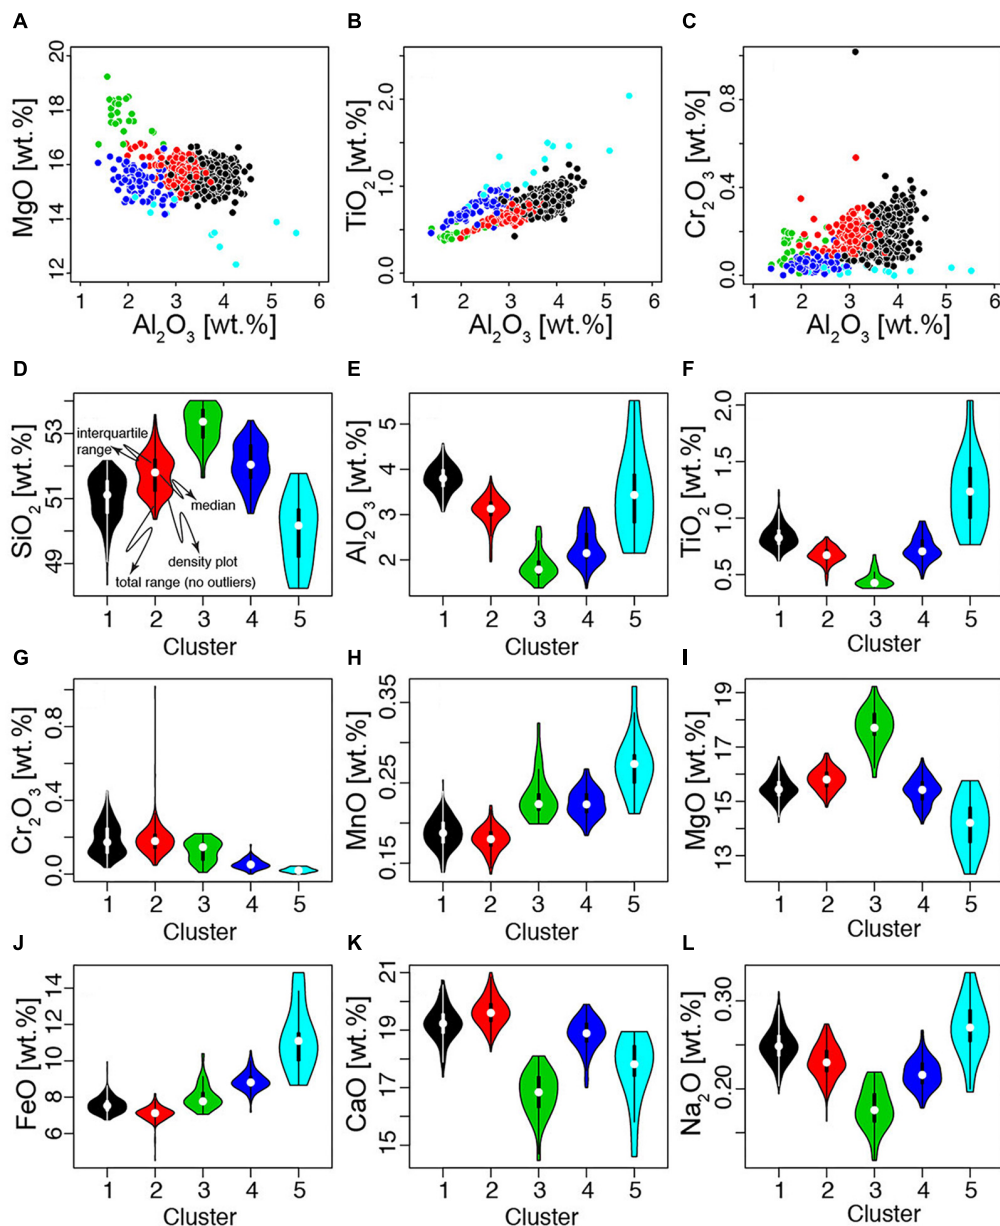 A
B
C
MgO [wt.%]
20
18
16
14
12
1 2 3 4 5 6
Al₂O₃ [wt.%]
TiO₂ [wt.%]
2.0
1.0
0.0
1 2 3 4 5 6
Al₂O₃ [wt.%]
Cr₂O₃ [wt.%]
0.8
0.4
0.0
1 2 3 4 5 6
Al₂O₃ [wt.%]
D
E
F
SiO₂ [wt.%]
53
51
49
interquartile
range
median
density plot
total range (no outliers)
1 2 3 4 5
Cluster
Al₂O₃ [wt.%]
5
4
3
2
1 2 3 4 5
Cluster
TiO₂ [wt.%]
2.0
1.5
1.0
0.5
1 2 3 4 5
Cluster
G
H
I
Cr₂O₃ [wt.%]
0.8
0.4
0.0
1 2 3 4 5
Cluster
MnO [wt.%]
0.35
0.25
0.15
1 2 3 4 5
Cluster
MgO [wt.%]
19
17
15
13
1 2 3 4 5
Cluster
J
K
L
FeO [wt.%]
14
12
10
8
6
1 2 3 4 5
Cluster
CaO [wt.%]
21
19
17
15
1 2 3 4 5
Cluster
Na₂O [wt.%]
0.30
0.20
1 2 3 4 5
Cluster